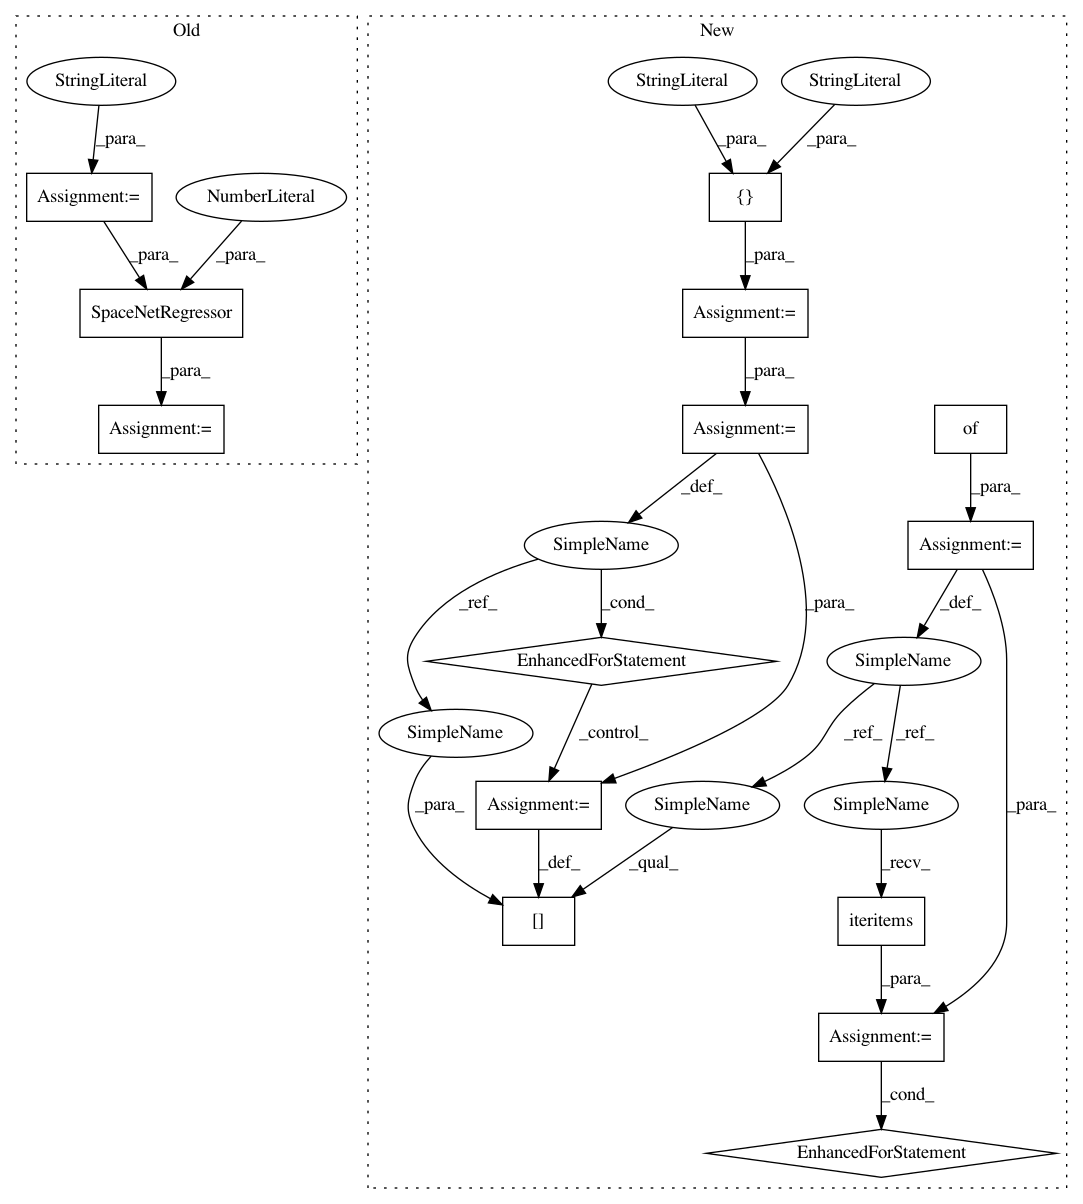 Old
New
StringLiteral
StringLiteral
StringLiteral
_para_
_para_
_para_
Assignment:=
NumberLiteral
{}
_para_
_para_
_para_
SpaceNetRegressor
Assignment:=
_para_
_para_
Assignment:=
Assignment:=
of
_def_
_para_
SimpleName
Assignment:=
_ref_
_cond_
_para_
_def_
EnhancedForStatement
SimpleName
SimpleName
_control_
_ref_
_ref_
_para_
Assignment:=
SimpleName
SimpleName
_para_
_def_
_qual_
_recv_
[]
iteritems
_para_
Assignment:=
_cond_
EnhancedForStatement